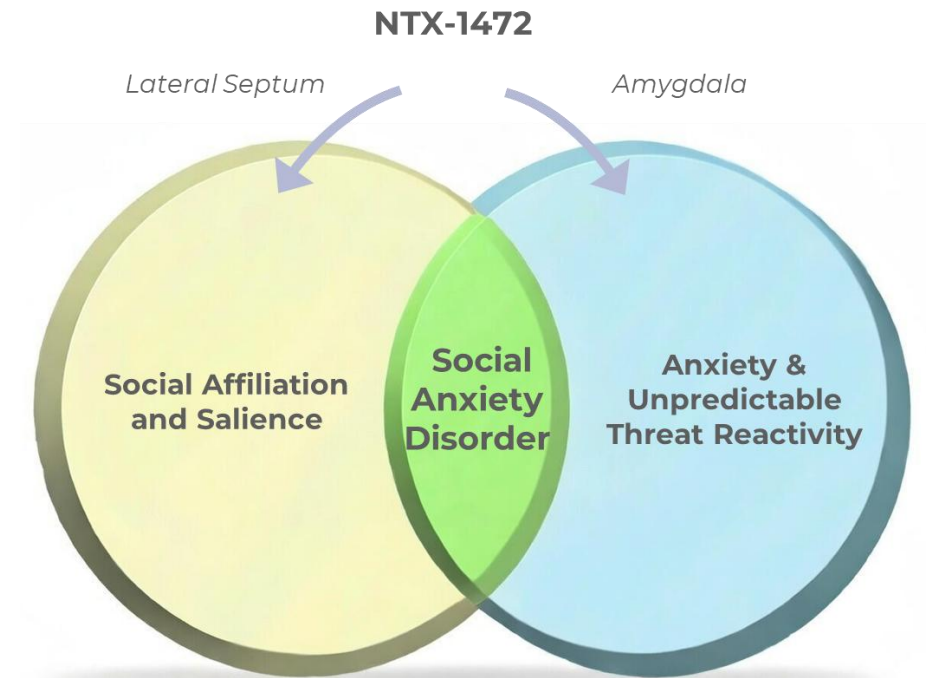 NTX-1472
Lateral Septum
Amygdala
Social Affiliation
and Salience
Social
Anxiety
Disorder
Anxiety &
Unpredictable
Threat Reactivity